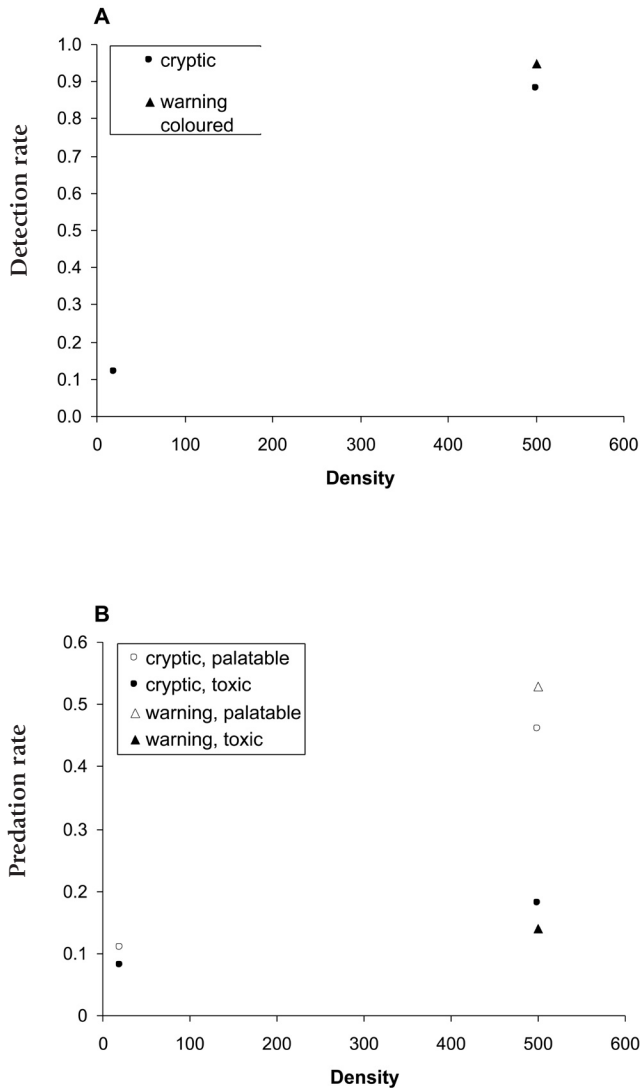 A
1.0
0.9
0.8
0.7
0.6
0.5
0.4
0.3
0.2
0.1
0.0
Detection rate
cryptic
warning
coloured
0 100 200 300 400 500 600
Density
B
0.6
0.5
0.4
0.3
0.2
0.1
0
Predation rate
cryptic, palatable
cryptic, toxic
warning, palatable
warning, toxic
0 100 200 300 400 500 600
Density